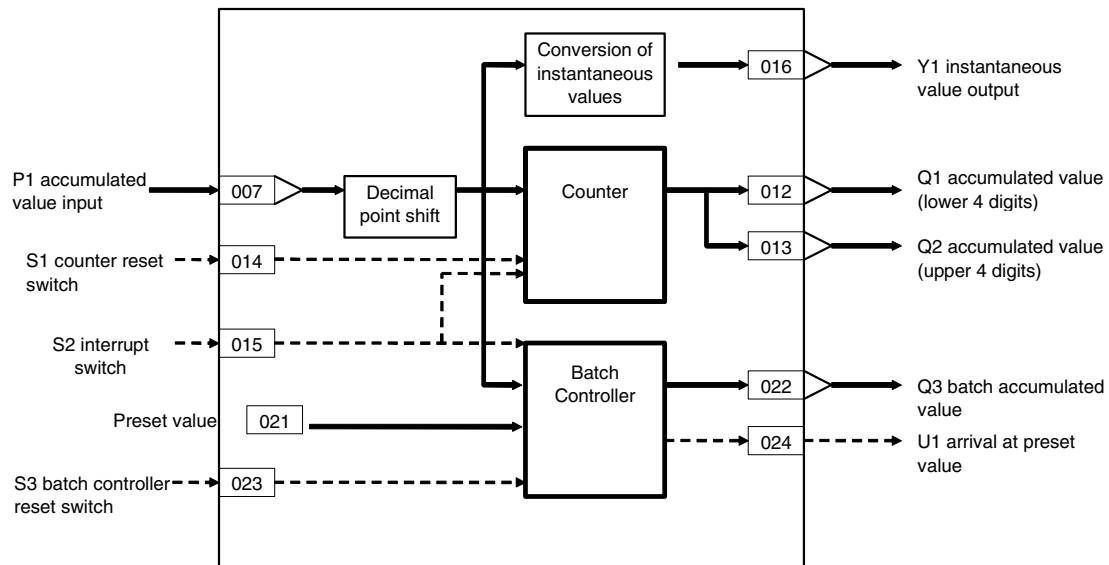 Conversion of
instantaneous
values
016
Y1 instantaneous
value output
P1 accumulated
value input
007
Decimal
point shift
Counter
012
Q1 accumulated value
(lower 4 digits)
013
Q2 accumulated value
(upper 4 digits)
S1 counter reset
switch
014
S2 interrupt
switch
015
Batch
Controller
022
Q3 batch accumulated
value
Preset value
021
024
U1 arrival at preset
value
S3 batch controller
reset switch
023